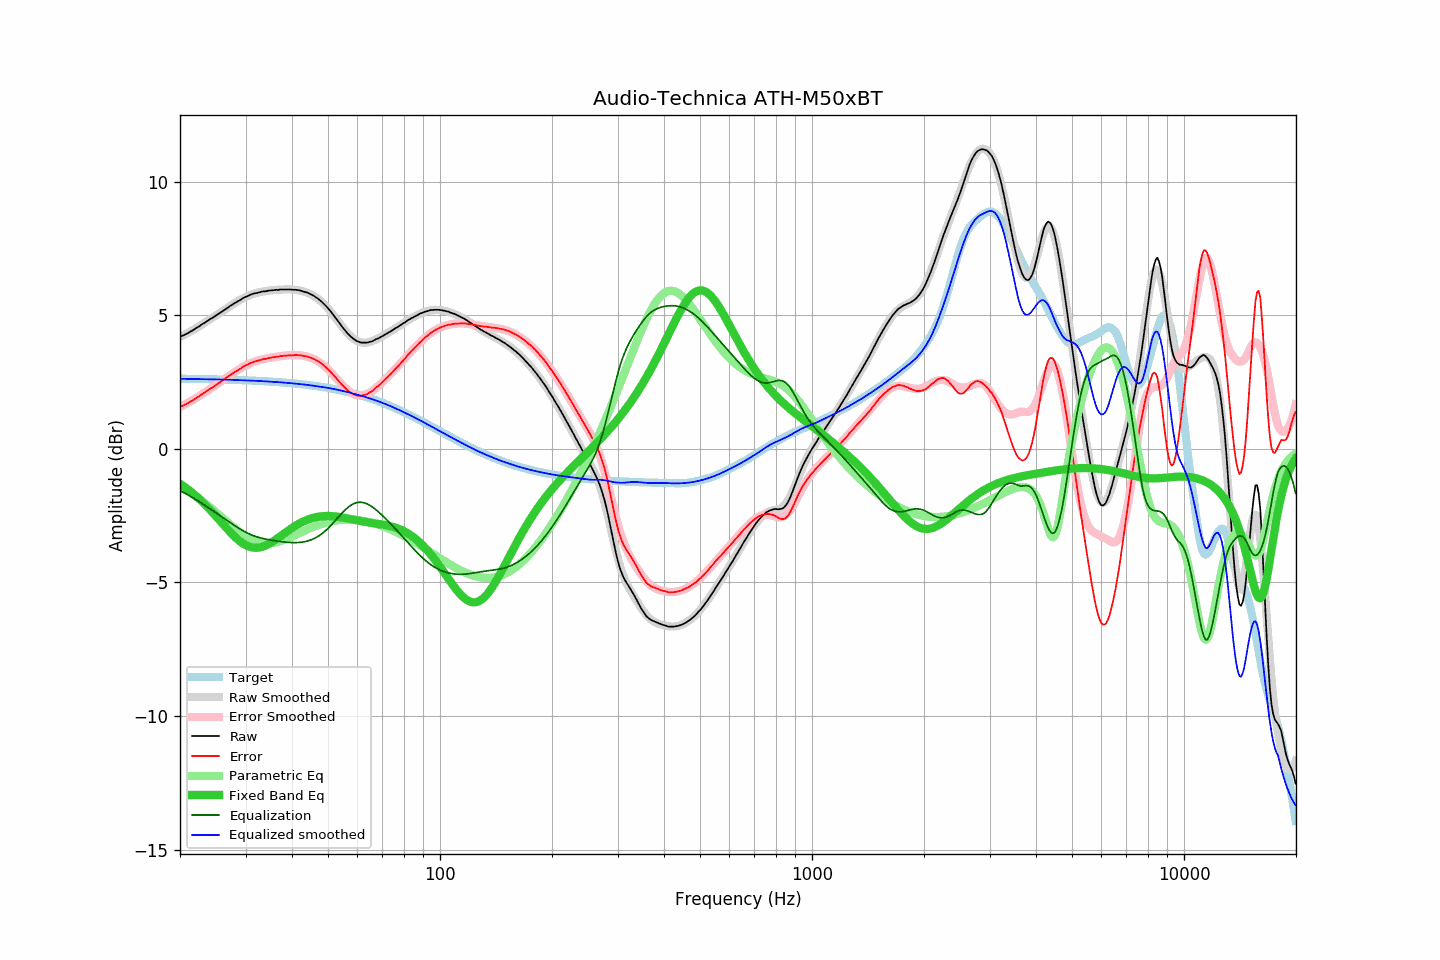 Audio-Technica ATH-M50xBT
Amplitude (dBr)
10
5
0
−5
−10
−15
Target
Raw Smoothed
Error Smoothed
Raw
Error
Parametric Eq
Fixed Band Eq
Equalization
Equalized smoothed
100
1000
10000
Frequency (Hz)